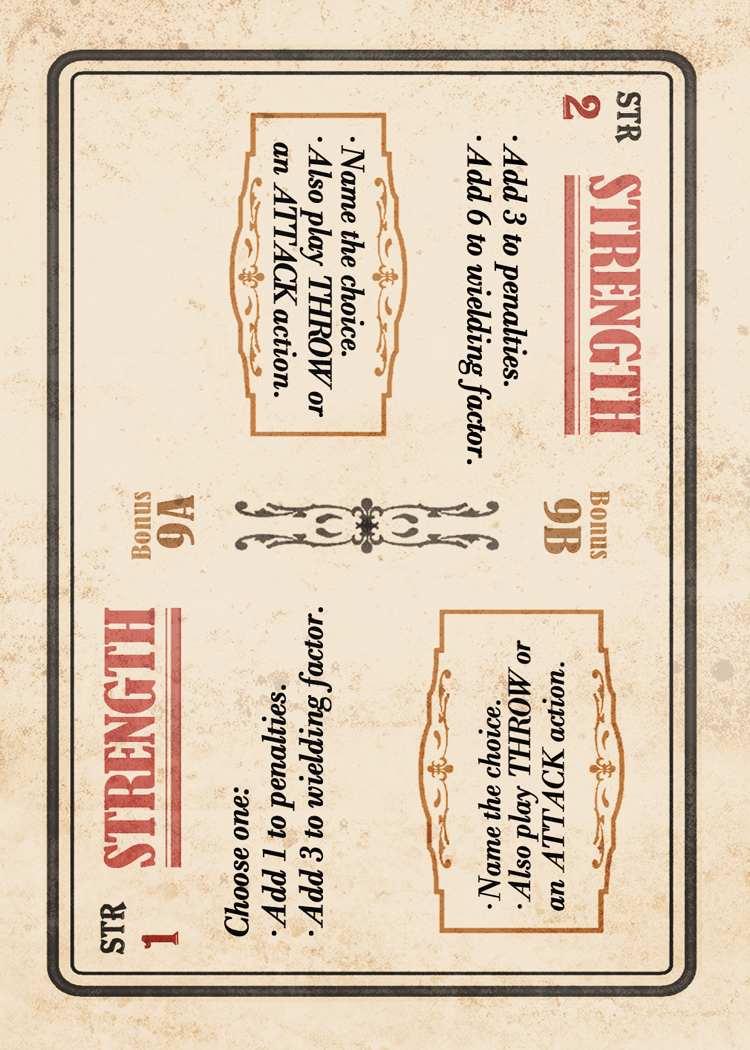 STR
1
STRENGTH
Bonus
9A
Choose one:
· Add 1 to penalties.
· Add 3 to wielding factor.
· Name the choice.
· Also play THROW or
an ATTACK action.
STR
2
STRENGTH
Bonus
9B
· Add 3 to penalties.
· Add 6 to wielding factor.
· Name the choice.
· Also play THROW or
an ATTACK action.